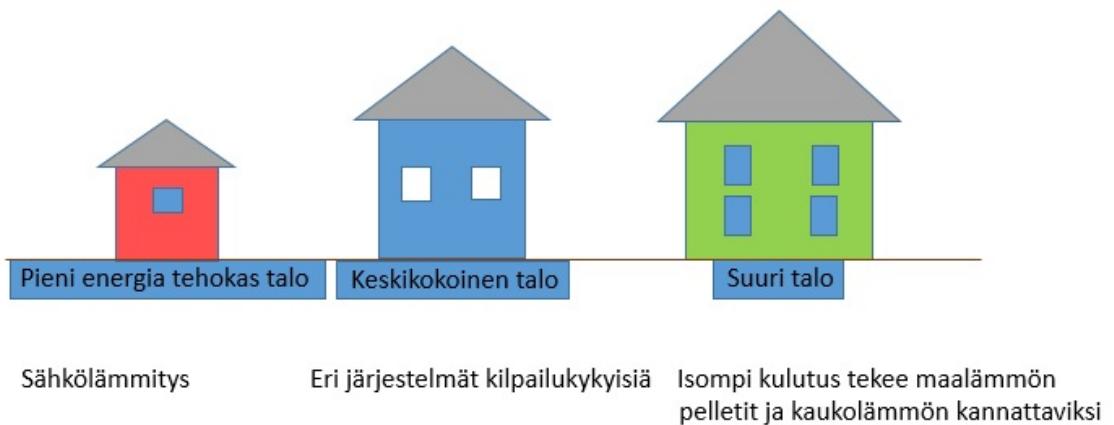 Pieni energia tehokas talo
Keskikokoinen talo
Suuri talo
Sähkölämmitys
Eri järjestelmät kilpailukykyisiä
Isompi kulutus tekee maalämmön
pelletit ja kaukolämmön kannattaviksi